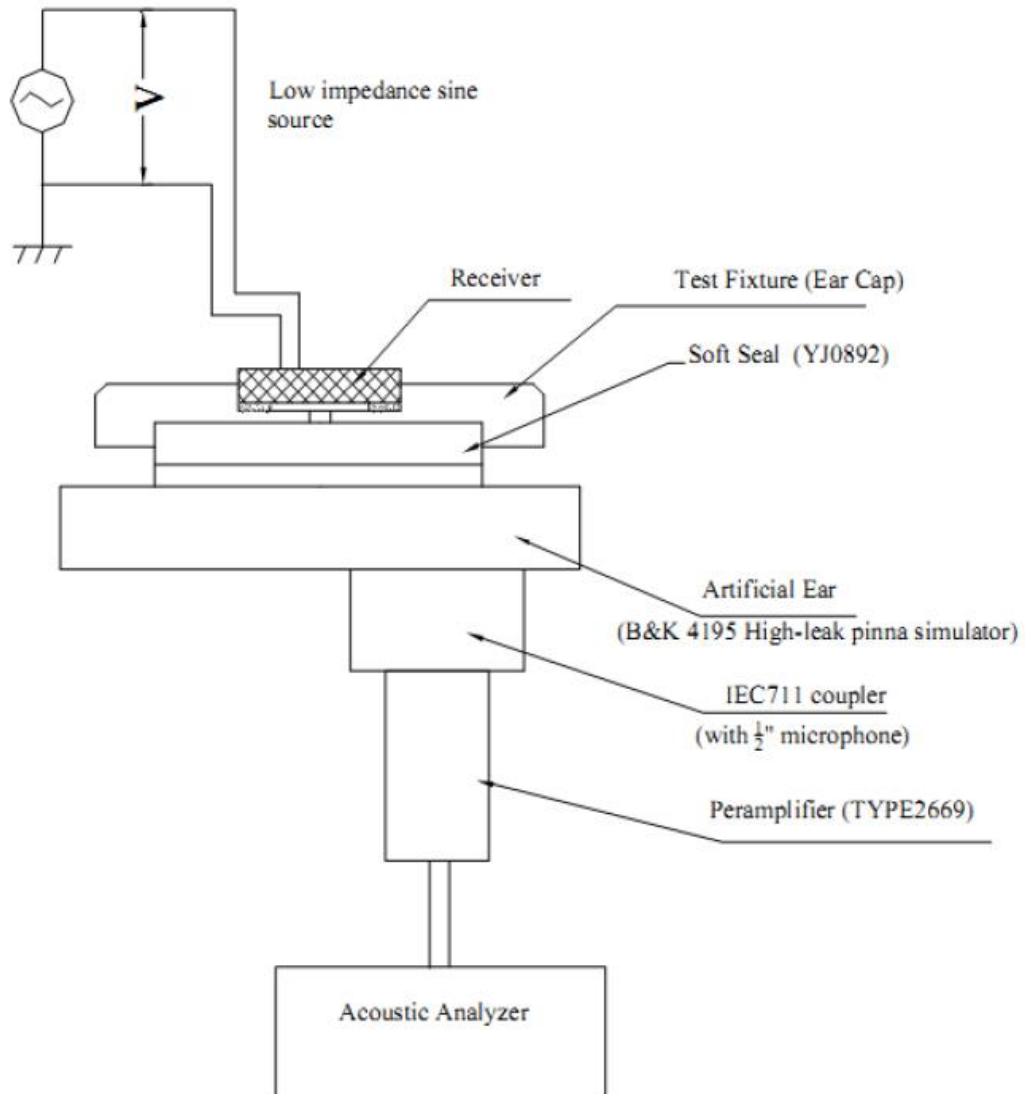 V
Low impedance sine
source
Receiver
Test Fixture (Ear Cap)
Soft Seal (YJ0892)
Artificial Ear
(B&K 4195 High-leak pinna simulator)
IEC711 coupler
(with ½" microphone)
Peramplifier (TYPE2669)
Acoustic Analyzer